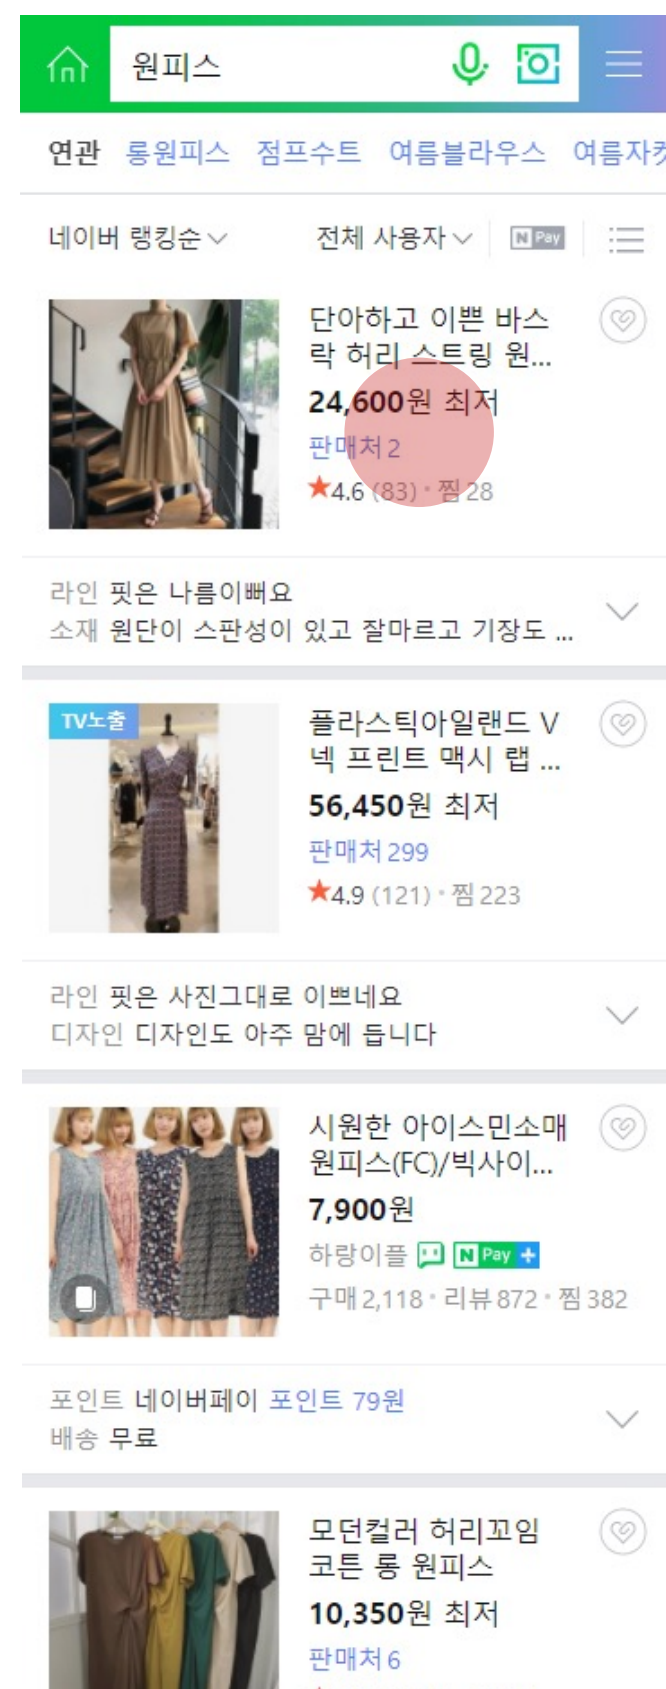 원피스
연관 롱원피스 점프수트 여름블라우스 여름자켓
네이버 랭킹순 전체 사용자 N Pay
단아하고 이쁜 바스
락 허리 스트링 원...
24,600원 최저
판매처 2
★4.6 (83) · 찜 28
라인 핏은 나름이뻐요
소재 원단이 스판성이 있고 잘마르고 기장도 ...
TV노출
플라스틱아일랜드 V
넥 프린트 맥시 랩 ...
56,450원 최저
판매처 299
★4.9 (121) · 찜 223
라인 핏은 사진그대로 이쁘네요
디자인 디자인도 아주 맘에 듭니다
시원한 아이스민소매
원피스(FC)/빅사이...
7,900원
하랑이플 N Pay +
구매 2,118 · 리뷰 872 · 찜 382
포인트 네이버페이 포인트 79원
배송 무료
모던컬러 허리꼬임
코튼 롱 원피스
10,350원 최저
판매처 6